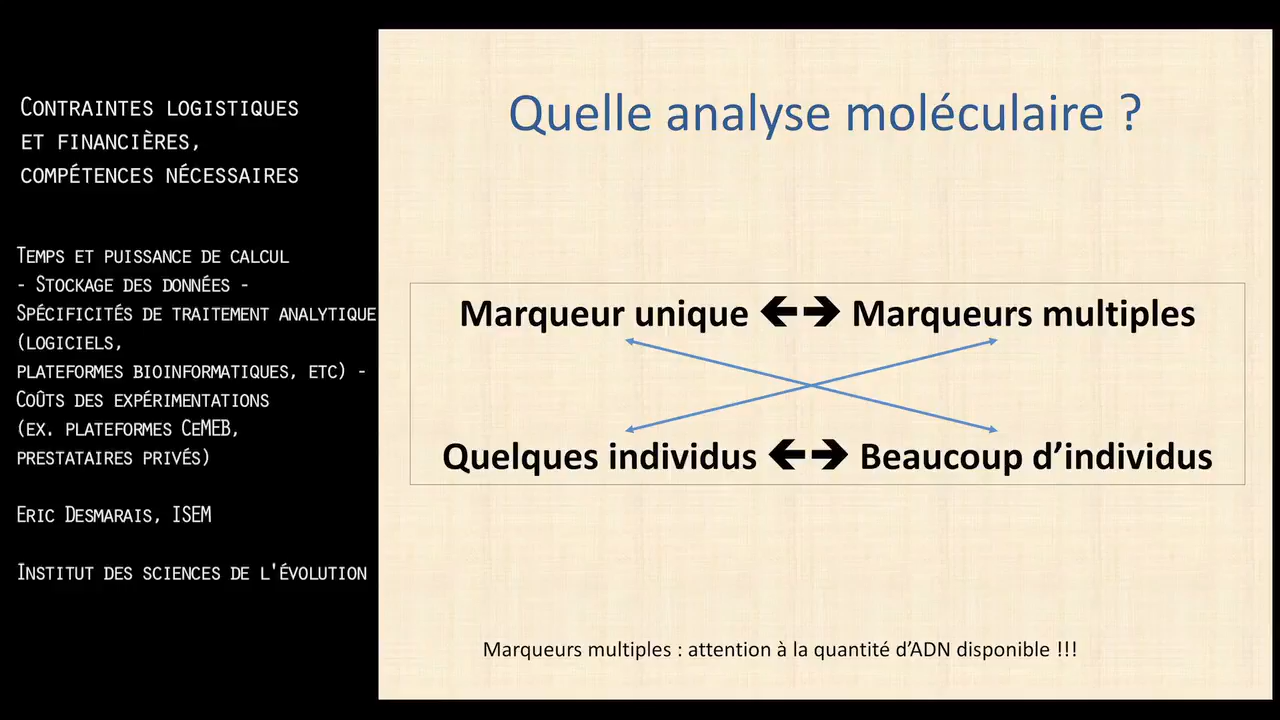 Contraintes logistiques
et financières,
compétences nécessaires
Temps et puissance de calcul
- Stockage des données -
Spécificités de traitement analytique
(logiciels,
plateformes bioinformatiques, etc) -
Coûts des expérimentations
(ex. plateformes CeMEB,
prestataires privés)
Eric Desmarais, ISEM
Institut des sciences de l'évolution
Quelle analyse moléculaire ?
Marqueur unique 🡸🡺 Marqueurs multiples
Quelques individus 🡸🡺 Beaucoup d’individus
Marqueurs multiples : attention à la quantité d’ADN disponible !!!